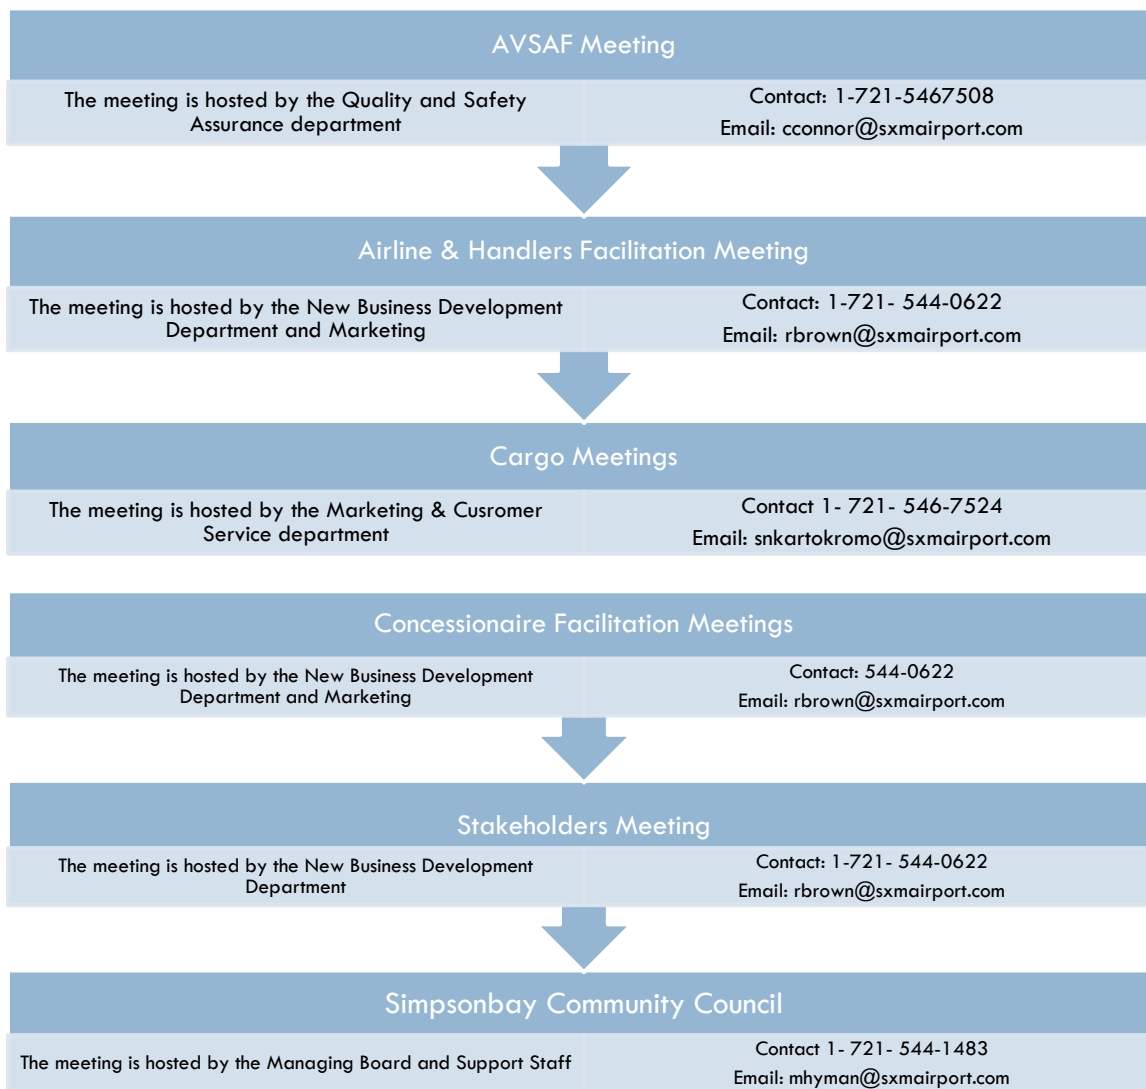 AVSAF Meeting
The meeting is hosted by the Quality and Safety
Assurance department
Contact: 1-721-5467508
Email: cconnor@sxmairport.com
Airline & Handlers Facilitation Meeting
The meeting is hosted by the New Business Development
Department and Marketing
Contact: 1-721- 544-0622
Email: rbrown@sxmairport.com
Cargo Meetings
The meeting is hosted by the Marketing & Cusromer
Service department
Contact 1- 721- 546-7524
Email: snkartokromo@sxmairport.com
Concessionaire Facilitation Meetings
The meeting is hosted by the New Business Development
Department and Marketing
Contact: 544-0622
Email: rbrown@sxmairport.com
Stakeholders Meeting
The meeting is hosted by the New Business Development
Department
Contact: 1-721- 544-0622
Email: rbrown@sxmairport.com
Simpsonbay Community Council
The meeting is hosted by the Managing Board and Support Staff
Contact 1- 721- 544-1483
Email: mhyman@sxmairport.com